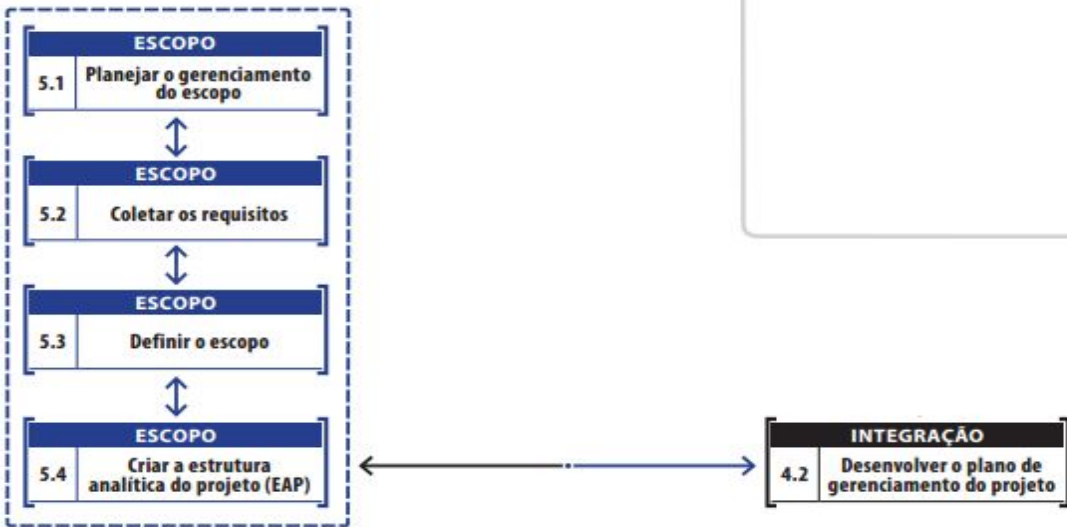 ESCOPO
5.1
Planejar o gerenciamento
do escopo
ESCOPO
5.2
Coletar os requisitos
ESCOPO
5.3
Definir o escopo
ESCOPO
5.4
Criar a estrutura
analítica do projeto (EAP)
INTEGRAÇÃO
4.2
Desenvolver o plano de
gerenciamento do projeto